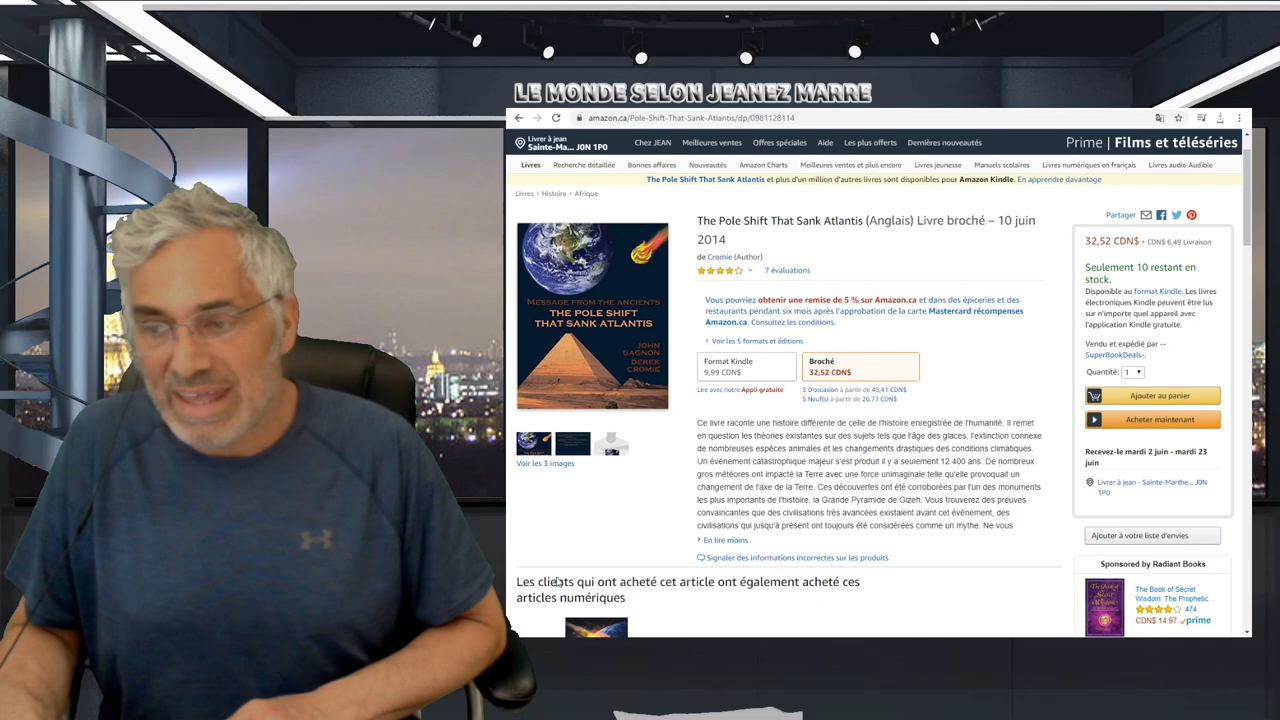 LE MONDE SELON JEANEZ MARRE
amazon.ca/Pole-Shift-That-Sank-Atlantis/dp/0981128114
Livrer à jean
Sainte-Ma... J0N 1P0
Chez JEAN Meilleures ventes Offres spéciales Aide Les plus offerts Dernières nouveautés
Prime | Films et téléséries
Livres Recherche détaillée Bonnes affaires Nouveautés Amazon Charts Meilleures ventes et plus encore Livres jeunesse Manuels scolaires Livres numériques en français Livres audio Audible
The Pole Shift That Sank Atlantis et plus d'un million d'autres livres sont disponibles pour Amazon Kindle. En apprendre davantage
Livres › Histoire › Afrique
MESSAGE FROM THE ANCIENTS
THE POLE SHIFT
THAT SANK ATLANTIS
JOHN
GAGNON
DEREK
CROMIE
Voir les 3 images
The Pole Shift That Sank Atlantis (Anglais) Livre broché – 10 juin
2014
de Cromie (Author)
7 évaluations
Vous pourriez obtenir une remise de 5 % sur Amazon.ca et dans des épiceries et des
restaurants pendant six mois après l'approbation de la carte Mastercard récompenses
Amazon.ca. Consultez les conditions.
› Voir les 5 formats et éditions
Format Kindle
9,99 CDN$
Broché
32,52 CDN$
Lire avec notre Appli gratuite
3 D'occasion à partir de 45,41 CDN$
5 Neuf(s) à partir de 26,77 CDN$
Ce livre raconte une histoire différente de celle de l'histoire enregistrée de l'humanité. Il remet
en question les théories existantes sur des sujets tels que l'âge des glaces, l'extinction connexe
de nombreuses espèces animales et les changements drastiques des conditions climatiques.
Un événement catastrophique majeur s'est produit il y a seulement 12 400 ans. De nombreux
gros météores ont impacté la Terre avec une force unimaginale telle qu'elle provoquait un
changement de l'axe de la Terre. Ces découvertes ont été corroborées par l'un des monuments
les plus importants de l'histoire, la Grande Pyramide de Gizeh. Vous trouverez des preuves
convaincantes que des civilisations très avancées existaient avant cet événement, des
civilisations qui jusqu'à présent ont toujours été considérées comme un mythe. Ne vous
› En lire moins
Signaler des informations incorrectes sur les produits
Les clients qui ont acheté cet article ont également acheté ces
articles numériques
Partager
32,52 CDN$ + CDN$ 6,49 Livraison
Seulement 10 restant en
stock.
Disponible au format Kindle. Les livres
électroniques Kindle peuvent être lus
sur n'importe quel appareil avec
l'application Kindle gratuite.
Vendu et expédié par --
SuperBookDeals-.
Quantité: 1
Ajouter au panier
Acheter maintenant
Recevez-le mardi 2 juin - mardi 23
juin
Livrer à jean - Sainte-Marthe... J0N
1P0
Ajouter à votre liste d'envies
Sponsored by Radiant Books
The Book of Secret
Wisdom: The Prophetic...
474
CDN$ 14.97 prime